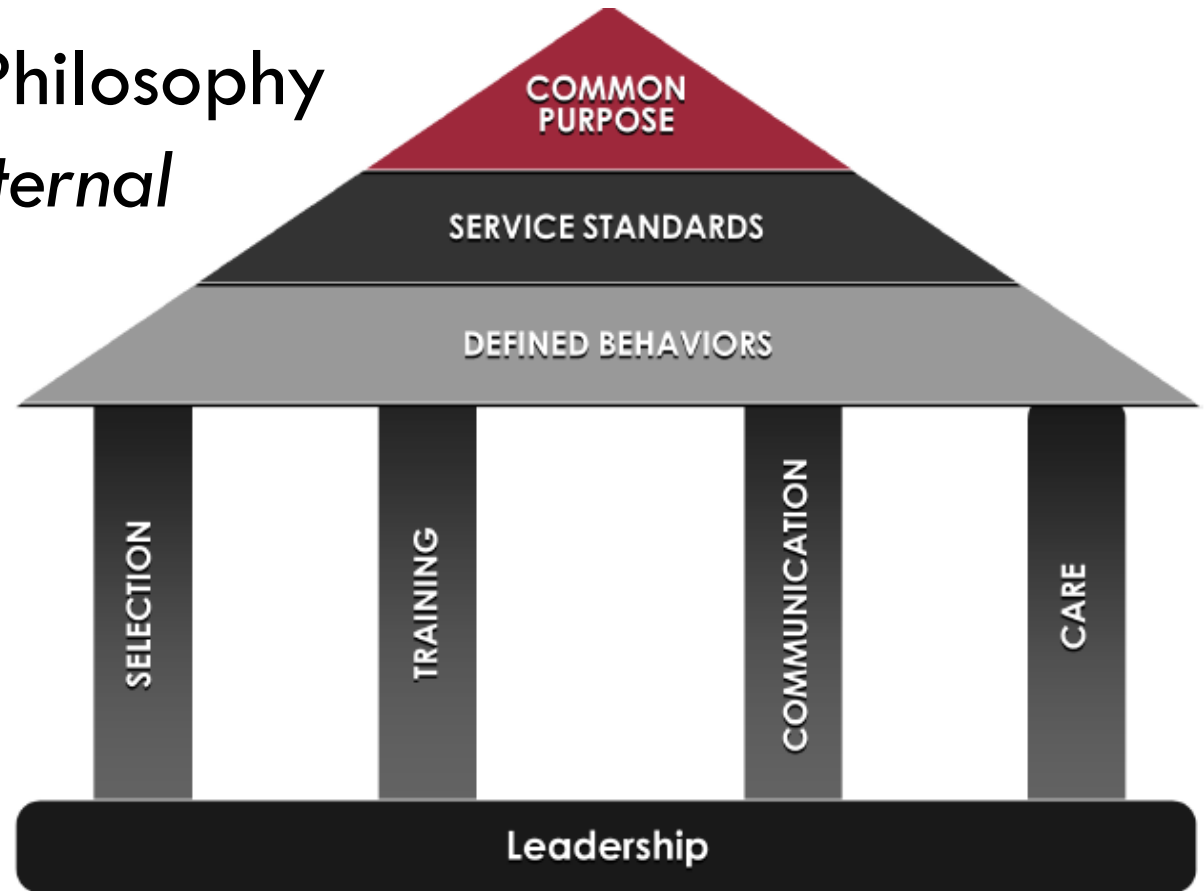 Philosophy
ternal
COMMON
PURPOSE
SERVICE STANDARDS
DEFINED BEHAVIORS
SELECTION
TRAINING
COMMUNICATION
CARE
Leadership